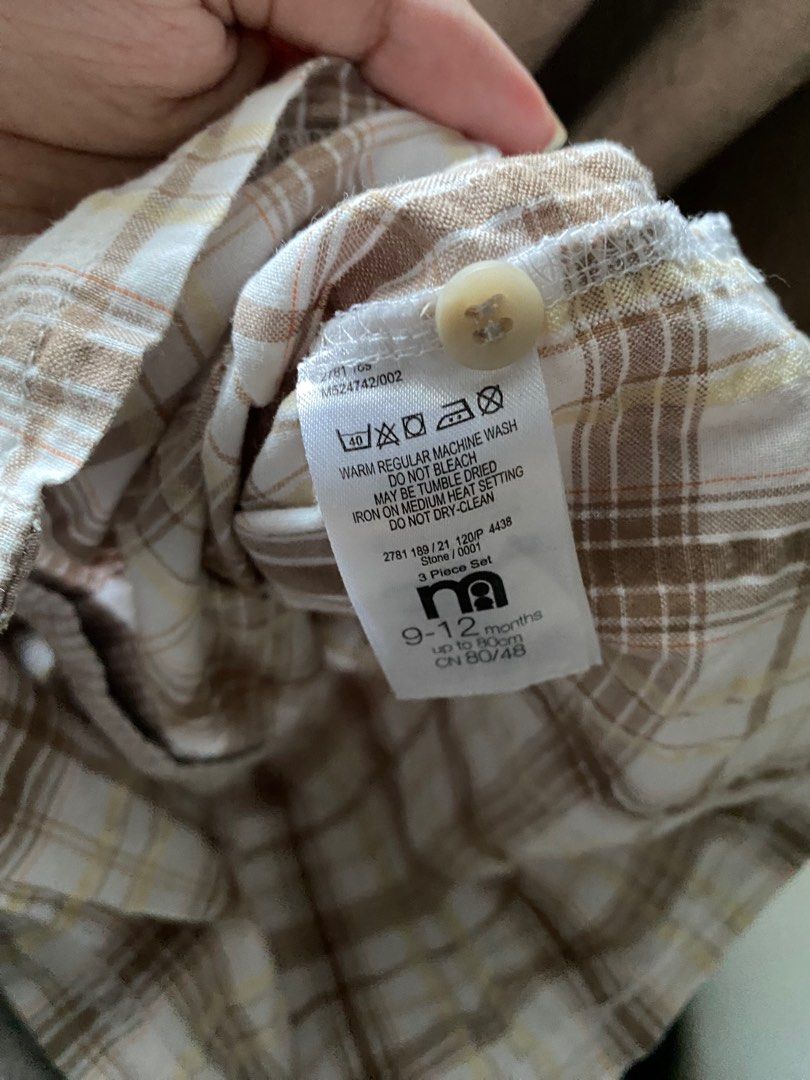 2781 189
M524742/002
40
WARM REGULAR MACHINE WASH
DO NOT BLEACH
MAY BE TUMBLE DRIED
IRON ON MEDIUM HEAT SETTING
DO NOT DRY-CLEAN
2781 189 / 21 120/P 4438
Stone / 0001
3 Piece Set
m
9-12 months
up to 80cm
CN 80/48